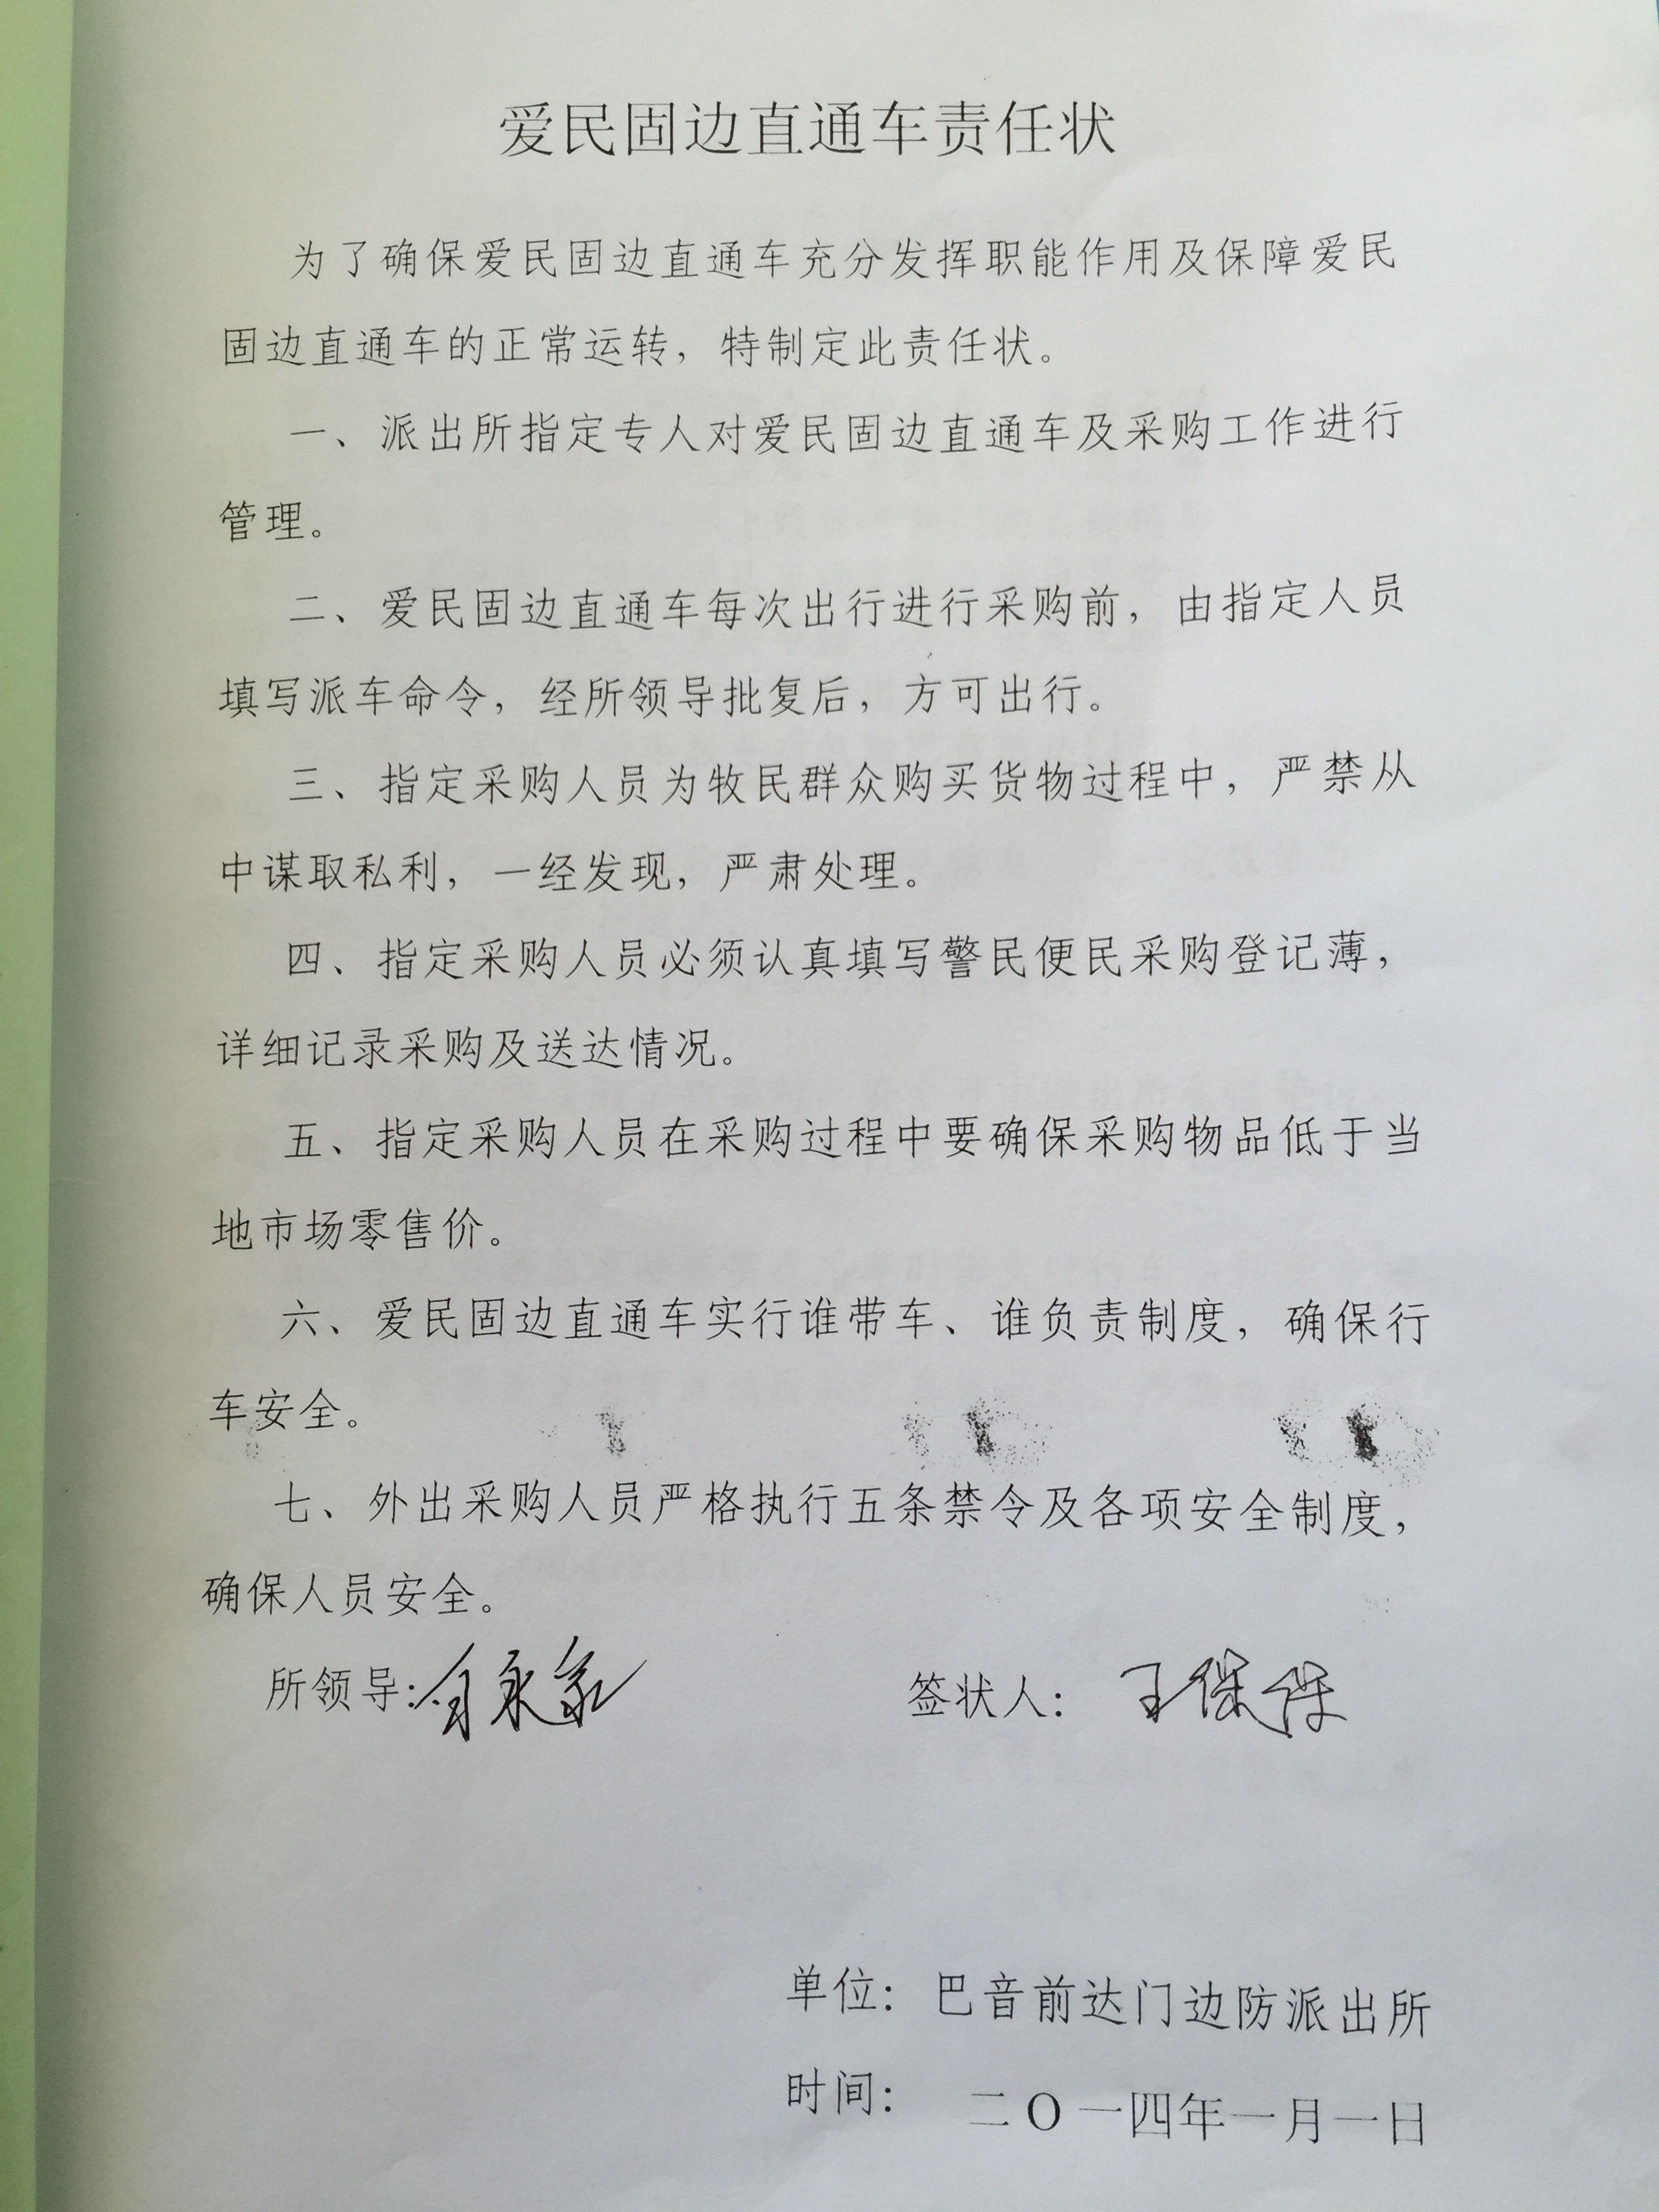 爱民固边直通车责任状
为了确保爱民固边直通车充分发挥职能作用及保障爱民
固边直通车的正常运转，特制定此责任状。
一、派出所指定专人对爱民固边直通车及采购工作进行
管理。
二、爱民固边直通车每次出行进行采购前，由指定人员
填写派车命令，经所领导批复后，方可出行。
三、指定采购人员为牧民群众购买货物过程中，严禁从
中谋取私利，一经发现，严肃处理。
四、指定采购人员必须认真填写警民便民采购登记薄，
详细记录采购及送达情况。
五、指定采购人员在采购过程中要确保采购物品低于当
地市场零售价。
六、爱民固边直通车实行谁带车、谁负责制度，确保行
车安全。
七、外出采购人员严格执行五条禁令及各项安全制度，
确保人员安全。
所领导： 签状人：王保
单位：巴音前达门边防派出所
时间：二〇一四年一月一日